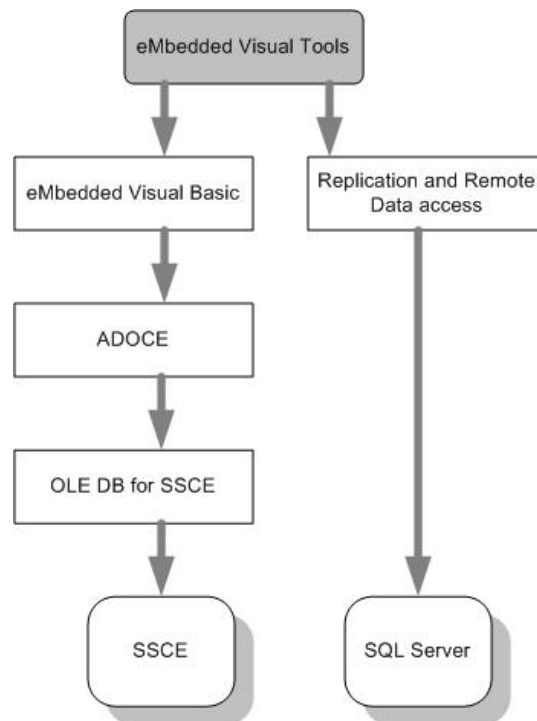 eMbedded Visual Tools
eMbedded Visual Basic
Replication and Remote
Data access
ADOCE
OLE DB for SSCE
SSCE
SQL Server